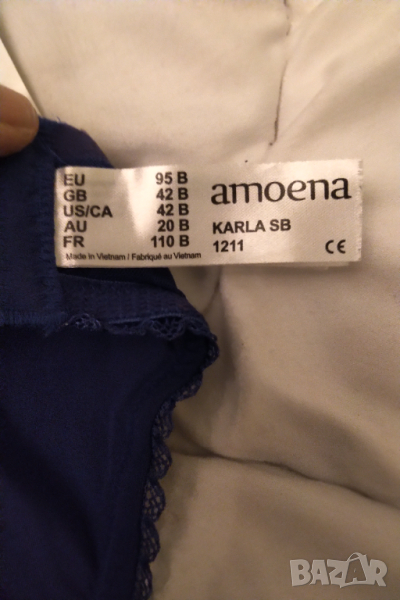 EU 95 B
GB 42 B
US/CA 42 B
AU 20 B
FR 110 B
Made in Vietnam / Fabriqué au Vietnam
amoena
KARLA SB
1211 CE
BAZAR